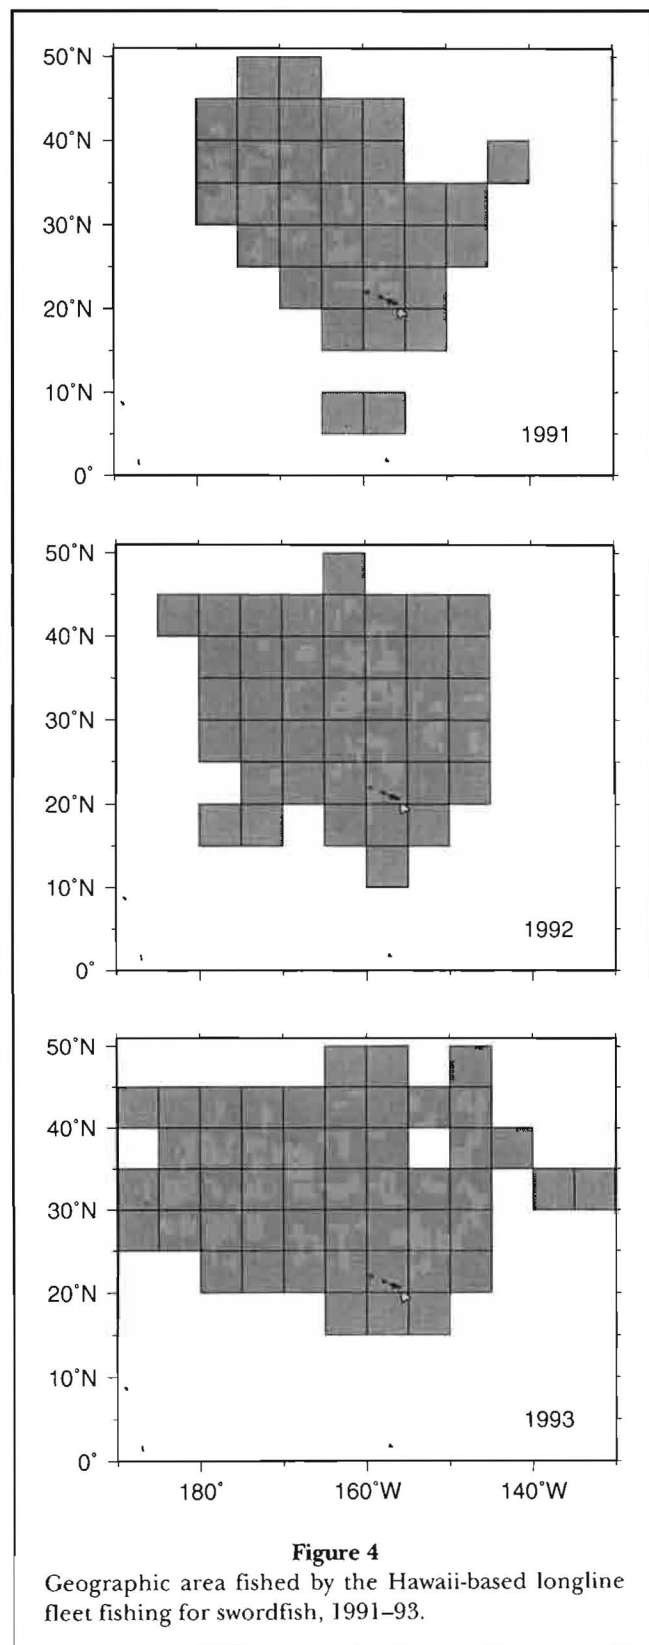 50°N
40°N
30°N
20°N
10°N
0°
1991
50°N
40°N
30°N
20°N
10°N
0°
1992
50°N
40°N
30°N
20°N
10°N
0°
1993
180° 160°W 140°W
Figure 4
Geographic area fished by the Hawaii-based longline
fleet fishing for swordfish, 1991–93.